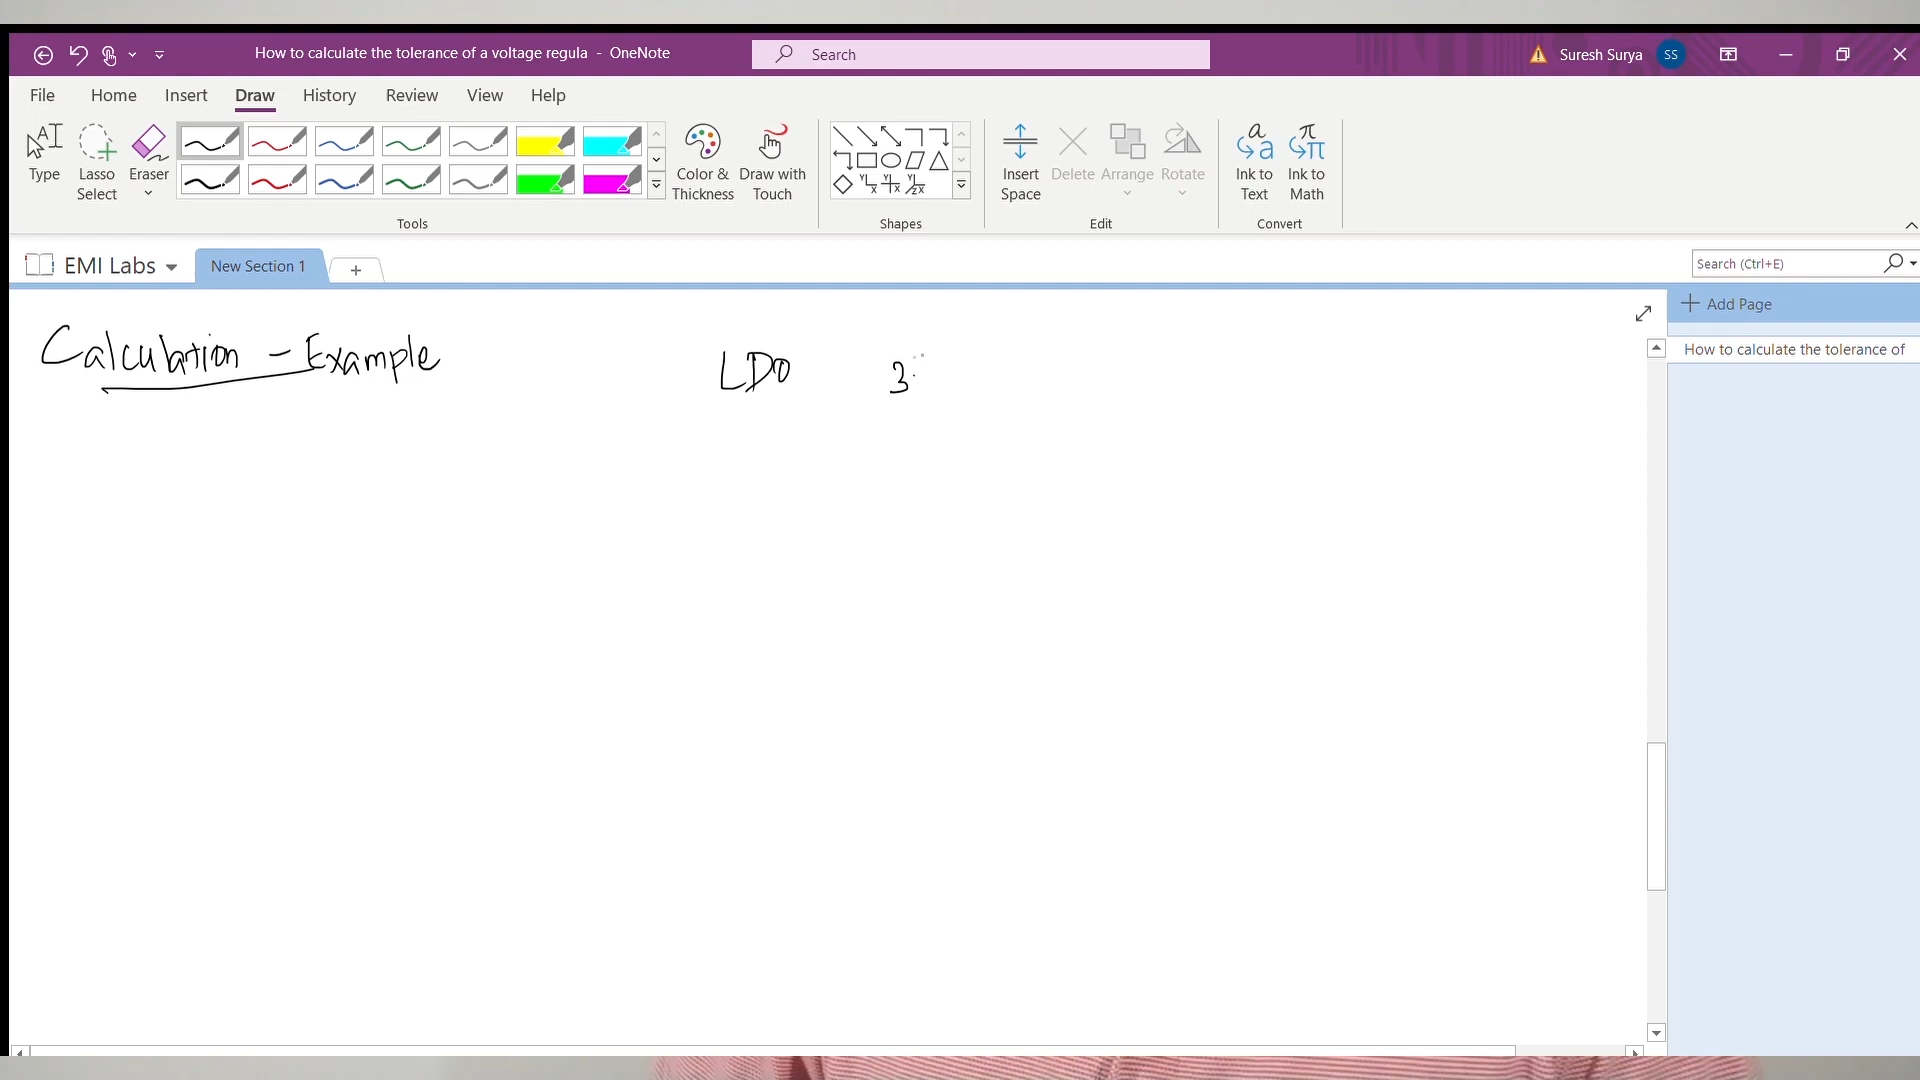 How to calculate the tolerance of a voltage regula - OneNote
Search
Suresh Surya
SS
File Home Insert Draw History Review View Help
Type
Lasso Select
Eraser
Color & Thickness
Draw with Touch
Insert Space
Delete
Arrange
Rotate
Ink to Text
Ink to Math
Tools
Shapes
Edit
Convert
EMI Labs
New Section 1
+
Search (Ctrl+E)
Add Page
How to calculate the tolerance of
Calculation - Example
LDO 3.